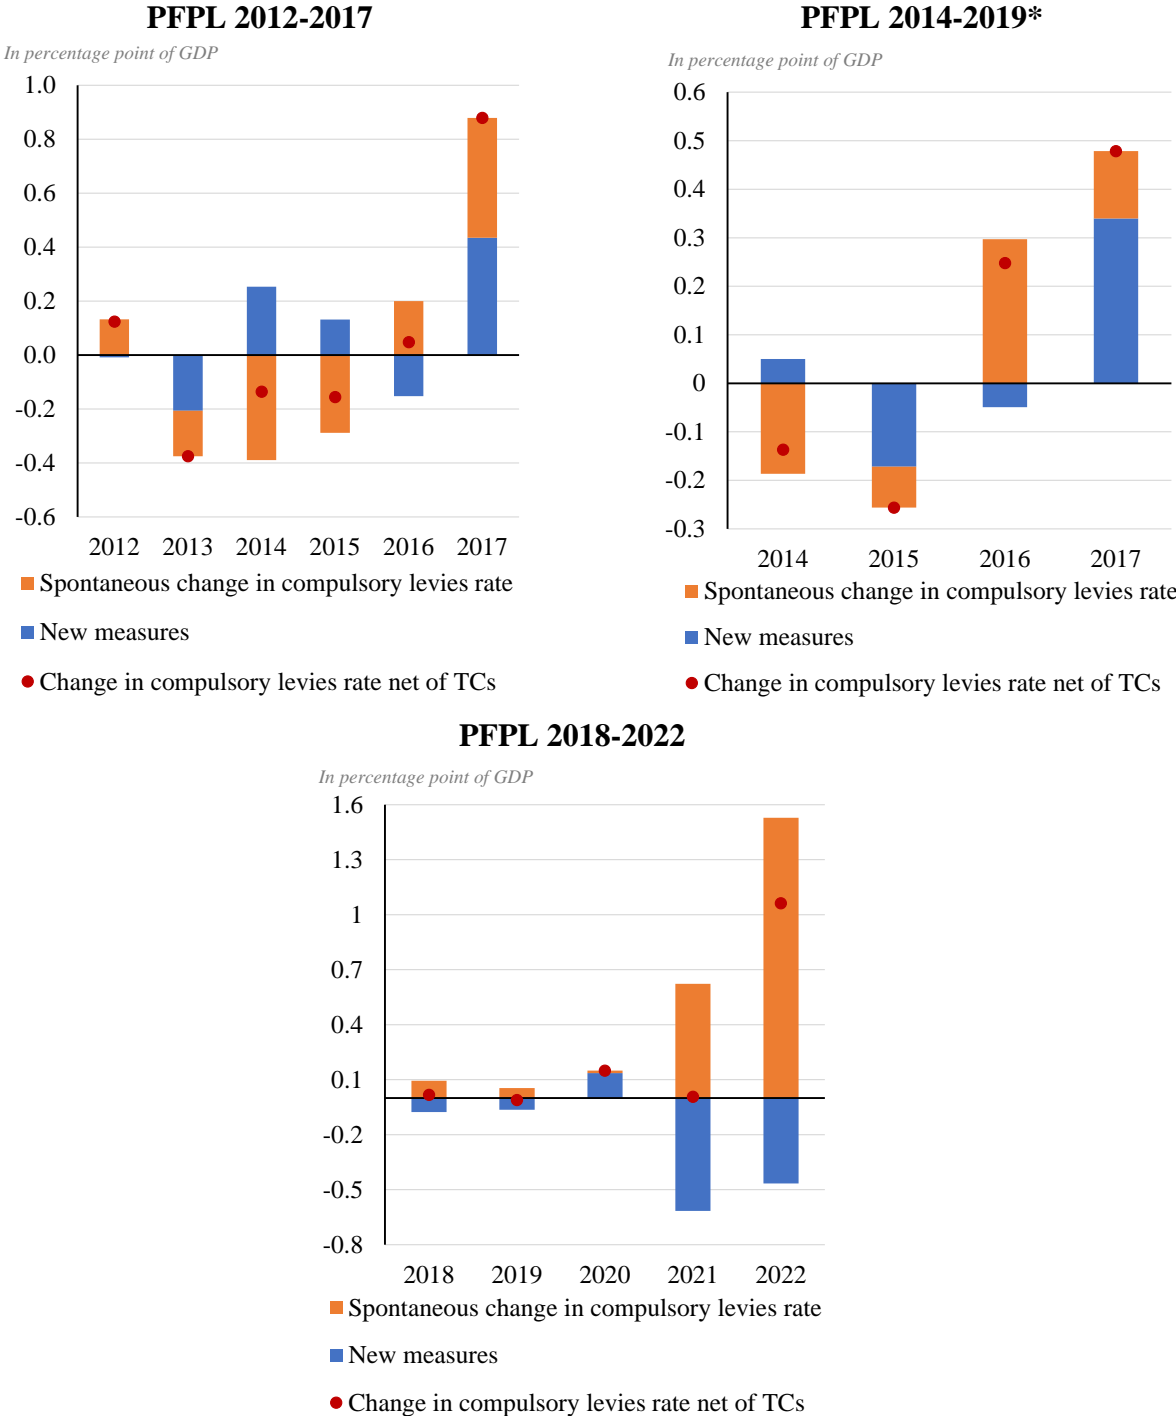 PFPL 2012-2017
In percentage point of GDP
1.0
0.8
0.6
0.4
0.2
0.0
-0.2
-0.4
-0.6
2012 2013 2014 2015 2016 2017
Spontaneous change in compulsory levies rate
New measures
Change in compulsory levies rate net of TCs
PFPL 2014-2019*
In percentage point of GDP
0.6
0.5
0.4
0.3
0.2
0.1
0
-0.1
-0.2
-0.3
2014 2015 2016 2017
Spontaneous change in compulsory levies rate
New measures
Change in compulsory levies rate net of TCs
PFPL 2018-2022
In percentage point of GDP
1.6
1.3
1
0.7
0.4
0.1
-0.2
-0.5
-0.8
2018 2019 2020 2021 2022
Spontaneous change in compulsory levies rate
New measures
Change in compulsory levies rate net of TCs